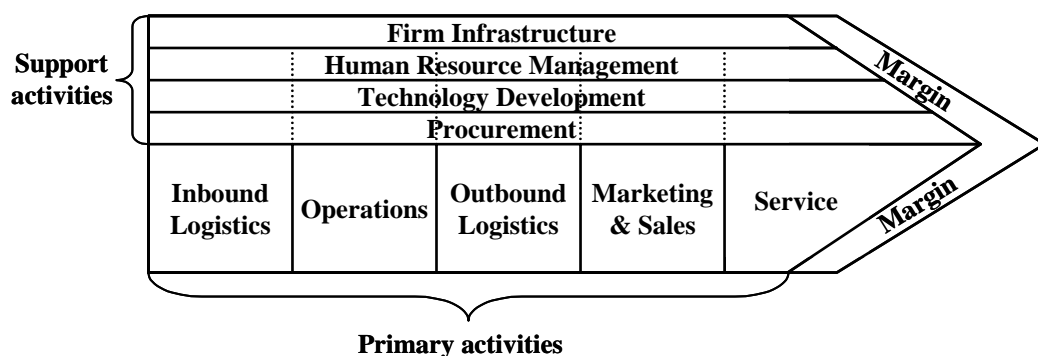 Firm Infrastructure
Human Resource Management
Technology Development
Procurement
Support
activities
Margin
Margin
Inbound
Logistics
Operations
Outbound
Logistics
Marketing
& Sales
Service
Primary activities